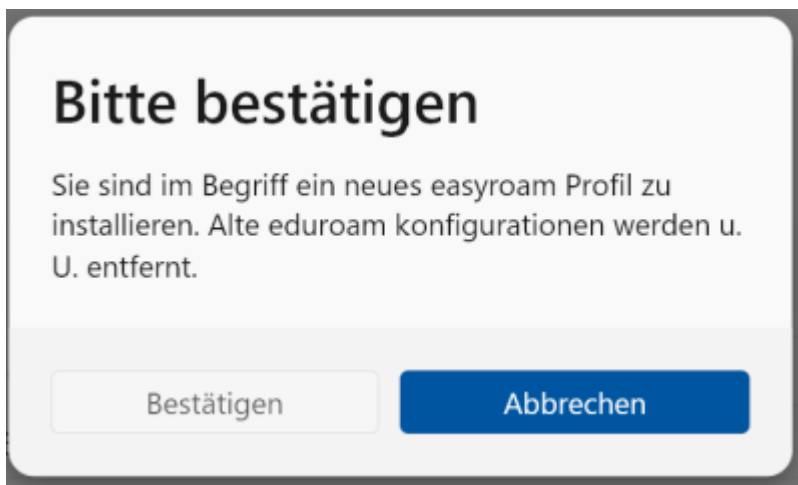 Bitte bestätigen
Sie sind im Begriff ein neues easyroam Profil zu
installieren. Alte eduroam konfigurationen werden u.
U. entfernt.
Bestätigen
Abbrechen